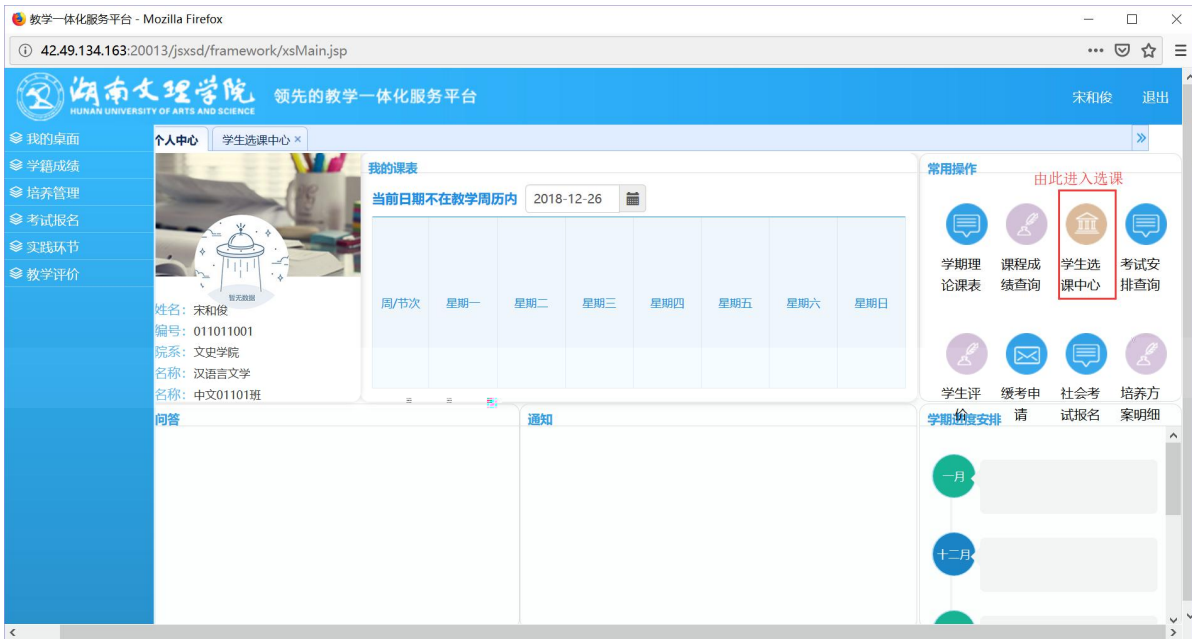 教学一体化服务平台 - Mozilla Firefox
42.49.134.163:20013/jsxsd/framework/xsMain.jsp
湖南文理学院
HUNAN UNIVERSITY OF ARTS AND SCIENCE
领先的教学一体化服务平台
宋和俊 退出
我的桌面
学籍成绩
培养管理
考试报名
实践环节
教学评价
个人中心 学生选课中心 ×
暂无数据
姓名：宋和俊
编号：011011001
院系：文史学院
名称：汉语言文学
名称：中文01101班
我的课表
当前日期不在教学周历内 2018-12-26
周/节次 星期一 星期二 星期三 星期四 星期五 星期六 星期日
常用操作
由此进入选课
学期理论课表
课程成绩查询
学生选课中心
考试安排查询
学生评价
缓考申请
社会考试报名
培养方案明细
问答
通知
学期进度安排
一月
十二月